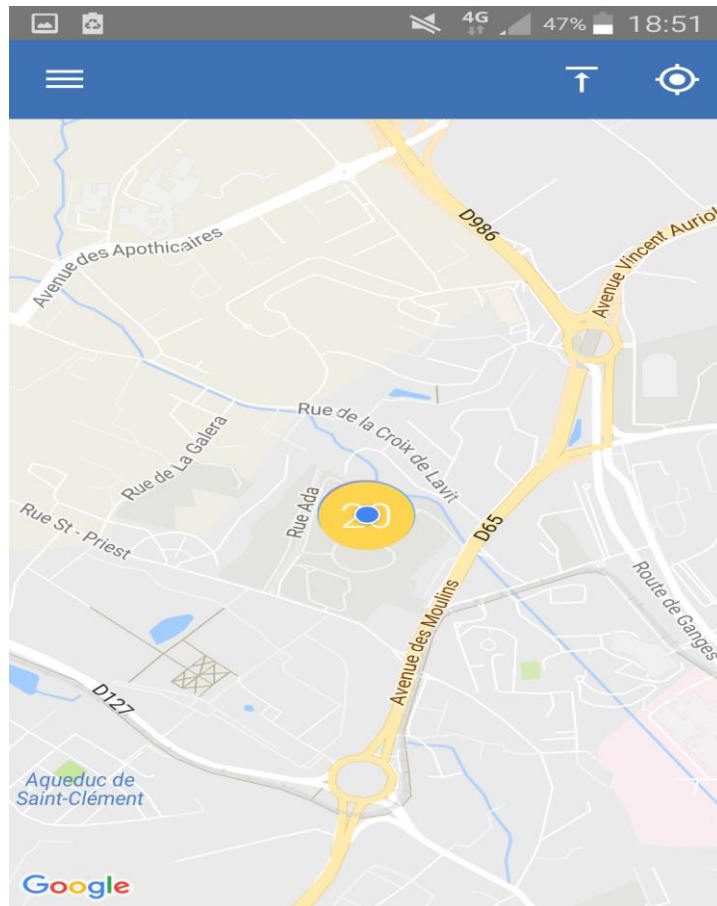 4G 47% 18:51
D986
Avenue Vincent Auriol
Avenue des Apothicaires
Rue de la Croix de Lavit
Rue de La Galera
Rue Ada
20
D65
Rue St - Priest
Route de Ganges
Avenue des Moulins
D127
Aqueduc de
Saint-Clément
Google